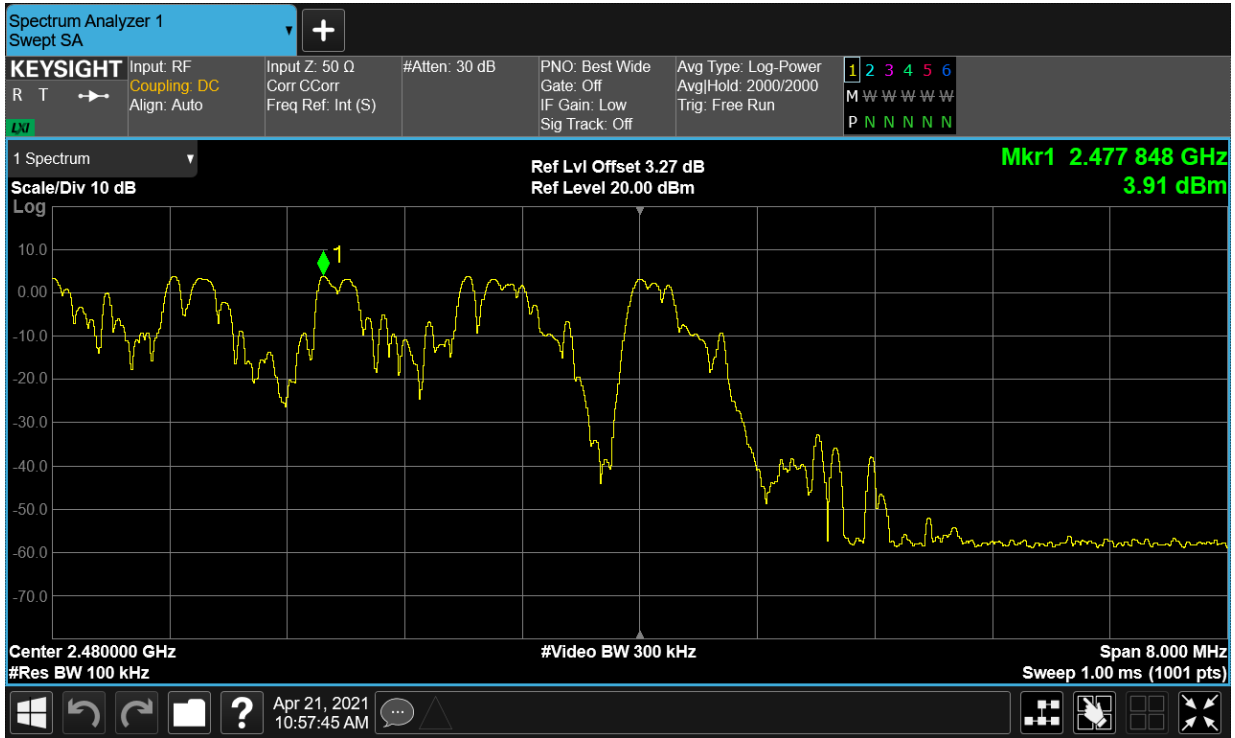 Spectrum Analyzer 1
Swept SA
KEYSIGHT
R T
LXI
Input: RF
Coupling: DC
Align: Auto
Input Z: 50 Ω
Corr CCorr
Freq Ref: Int (S)
#Atten: 30 dB
PNO: Best Wide
Gate: Off
IF Gain: Low
Sig Track: Off
Avg Type: Log-Power
Avg|Hold: 2000/2000
Trig: Free Run
1 2 3 4 5 6
M W W W W W
P N N N N N
1 Spectrum
Scale/Div 10 dB
Log
Ref Lvl Offset 3.27 dB
Ref Level 20.00 dBm
Mkr1 2.477 848 GHz
3.91 dBm
1
10.0
0.00
-10.0
-20.0
-30.0
-40.0
-50.0
-60.0
-70.0
Center 2.480000 GHz
#Res BW 100 kHz
#Video BW 300 kHz
Span 8.000 MHz
Sweep 1.00 ms (1001 pts)
?
Apr 21, 2021
10:57:45 AM